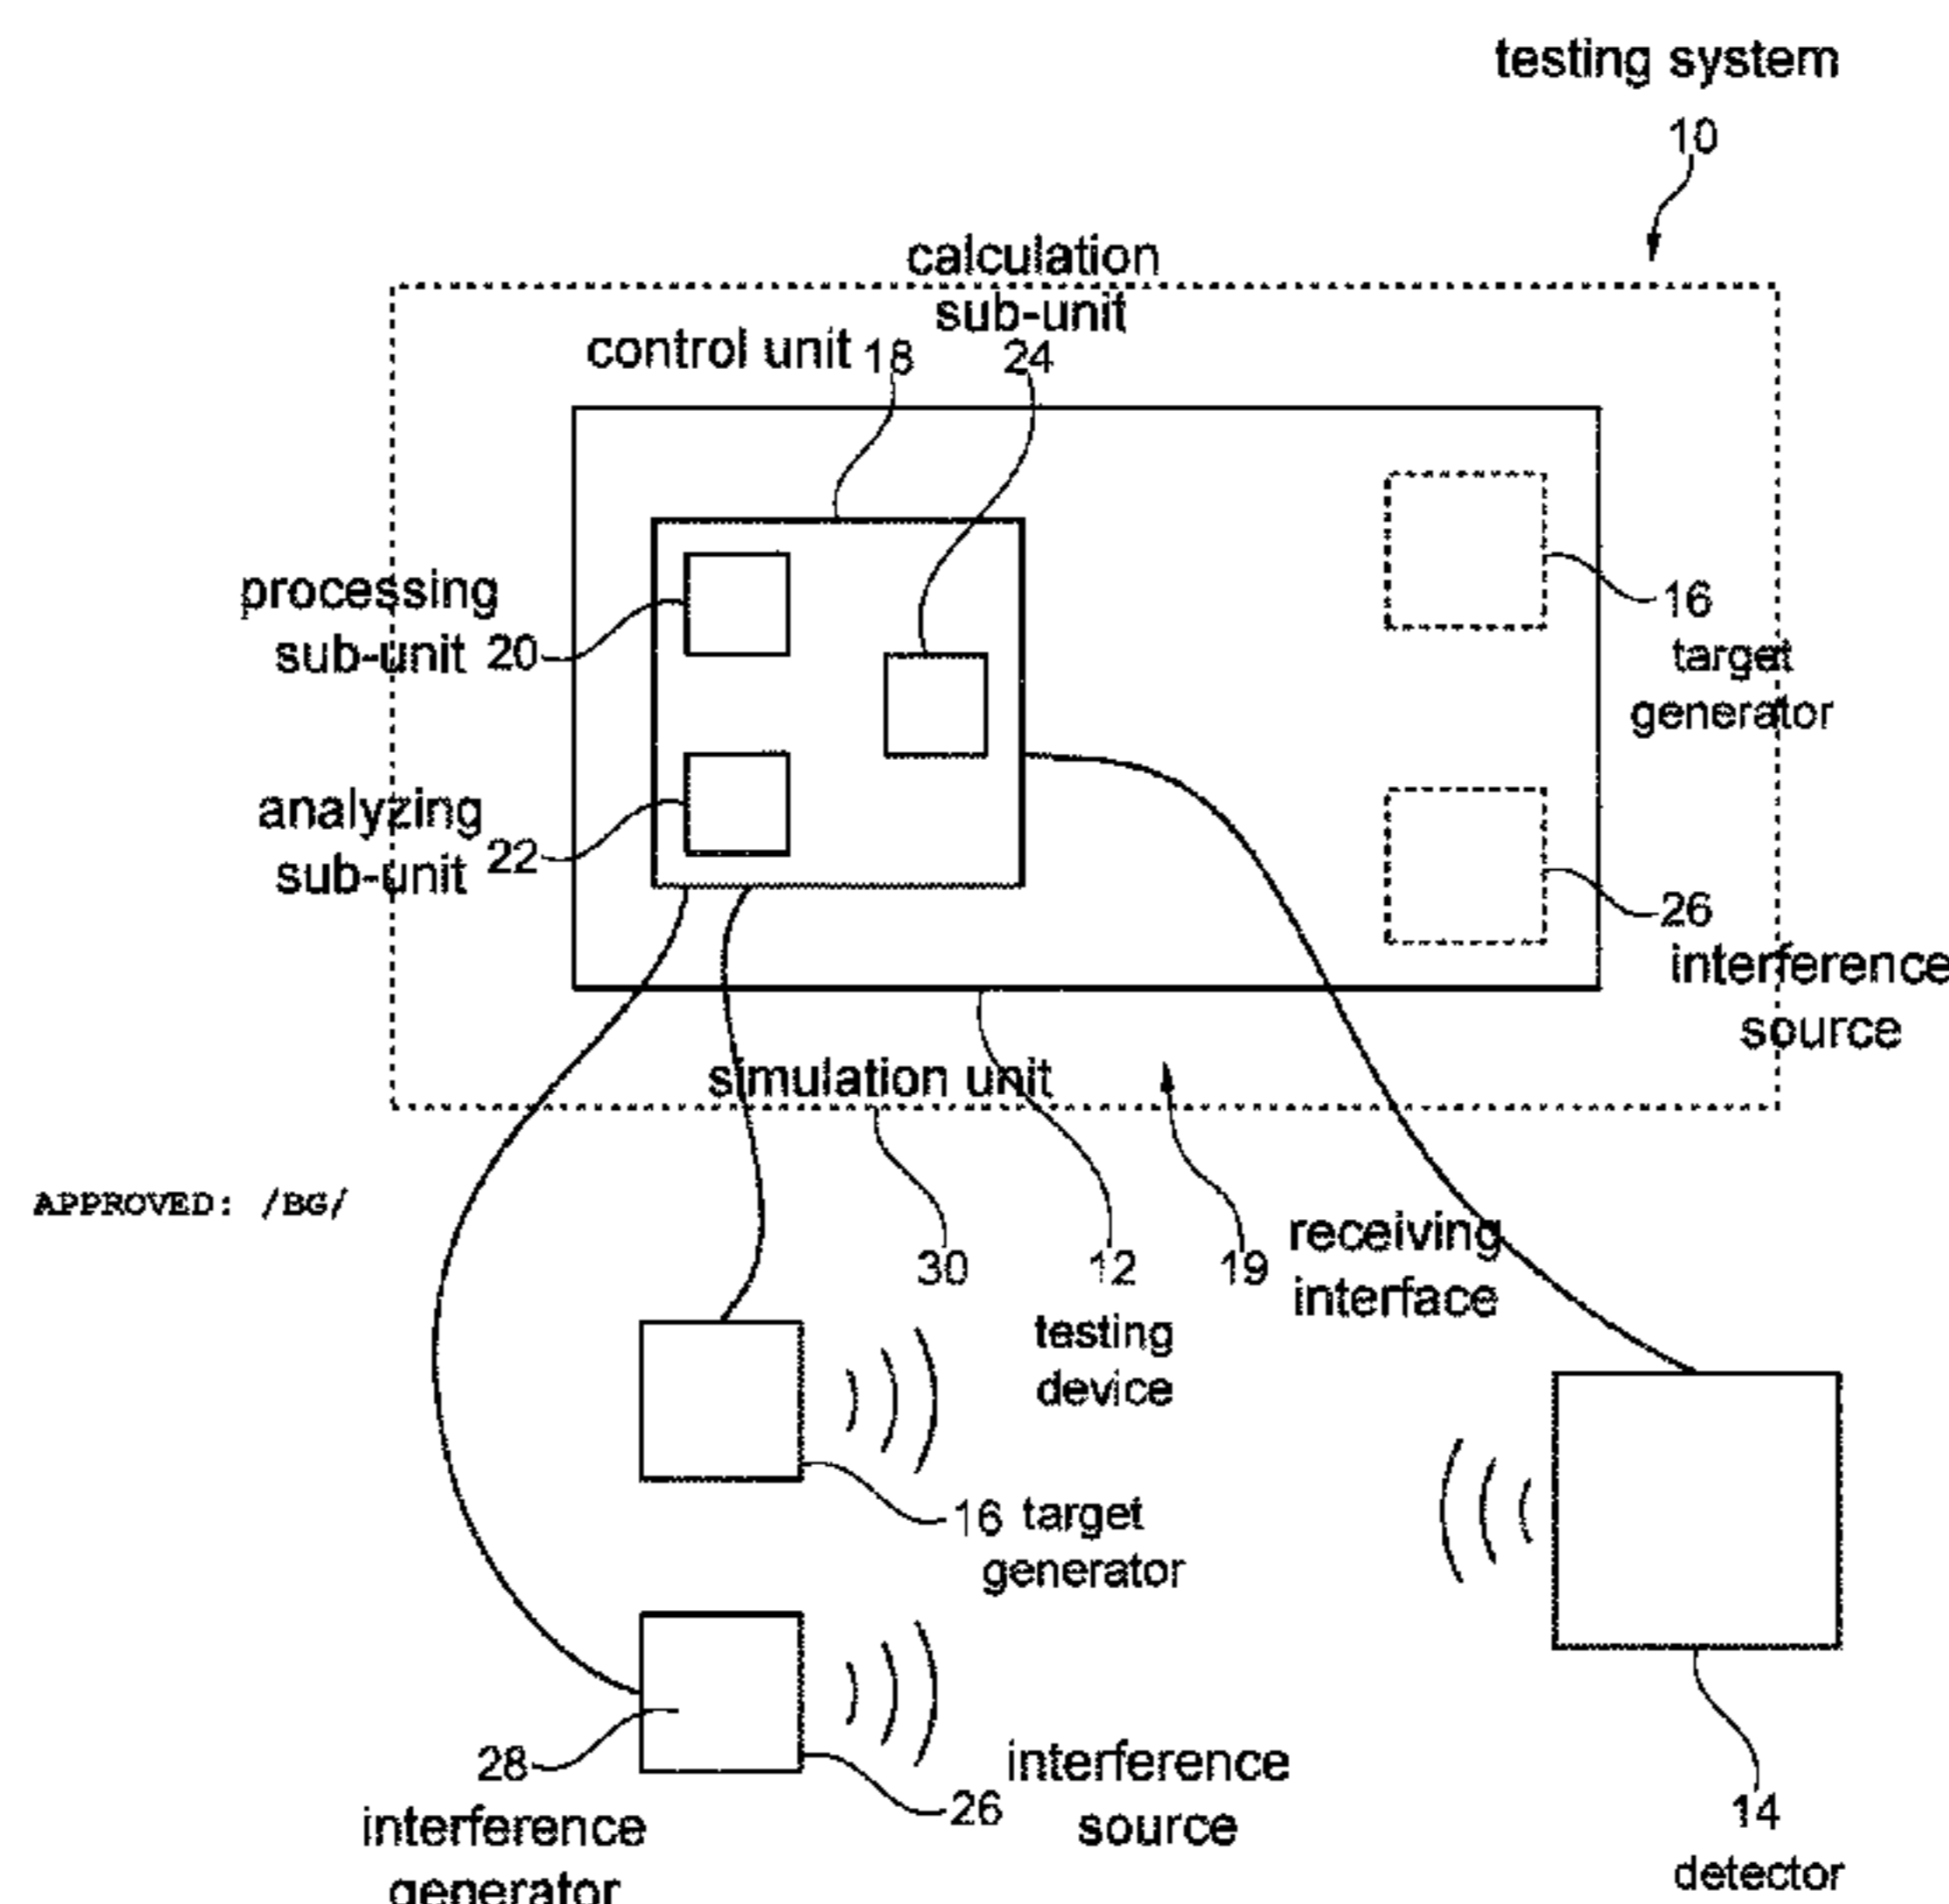 testing system
10
calculation
sub-unit
control unit 18
24
processing
sub-unit 20
16
target
generator
analyzing
sub-unit 22
26
interference
source
simulation unit
APPROVED: /BG/
30
12
19
receiving
interface
testing
device
16 target
generator
28
interference
generator
26
interference
source
14
detector